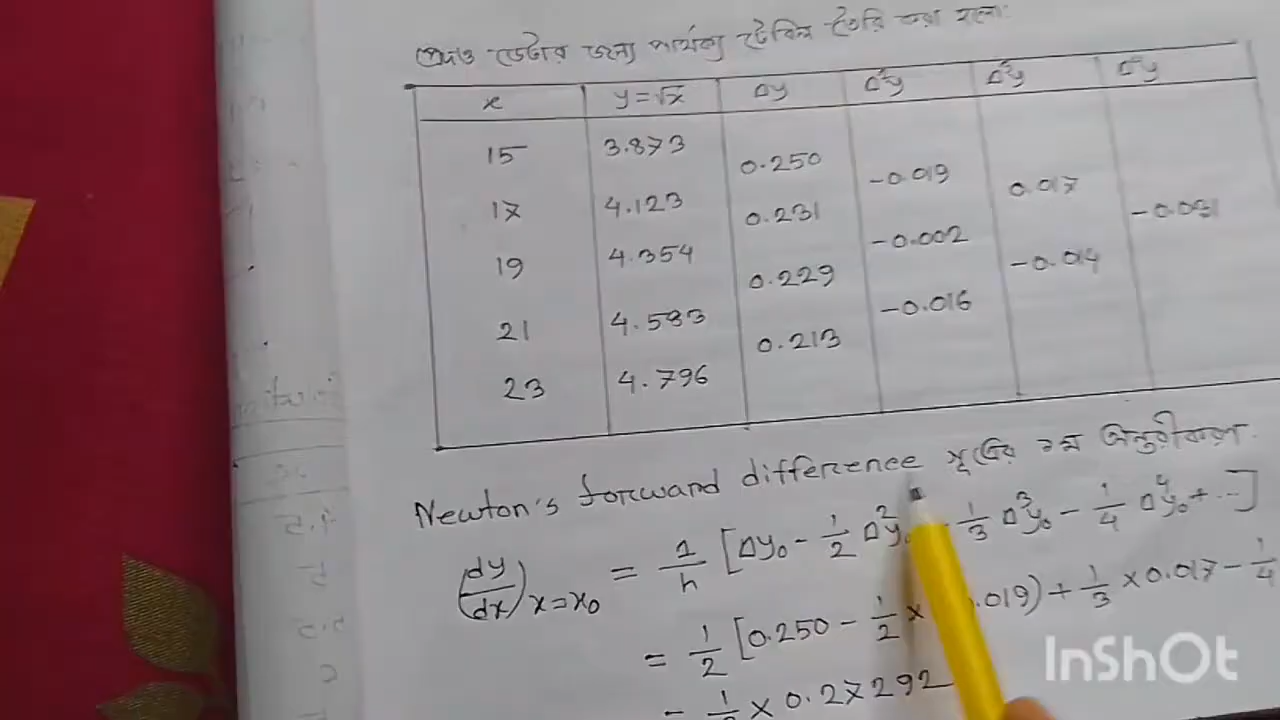 প্রদত্ত ডেটার জন্য পার্থক্য টেবিল তৈরি করা হলো:
x y = √x Δy Δ²y Δ³y Δ⁴y
15 3.873
0.250
-0.019
17 4.123 0.017
0.231 -0.031
-0.002
19 4.354 -0.014
0.229
-0.016
21 4.583
0.213
23 4.796
Newton's forward difference সূত্রের ১ম অন্তরীকরণ.
(dy/dx) x=x₀ = 1/h [Δy₀ - 1/2 Δ²y₀ 1/3 Δ³y₀ - 1/4 Δ⁴y₀ + ...]
= 1/2 [0.250 - 1/2 × .019) + 1/3 × 0.017 - 1/4
× 0.27292
InShOt